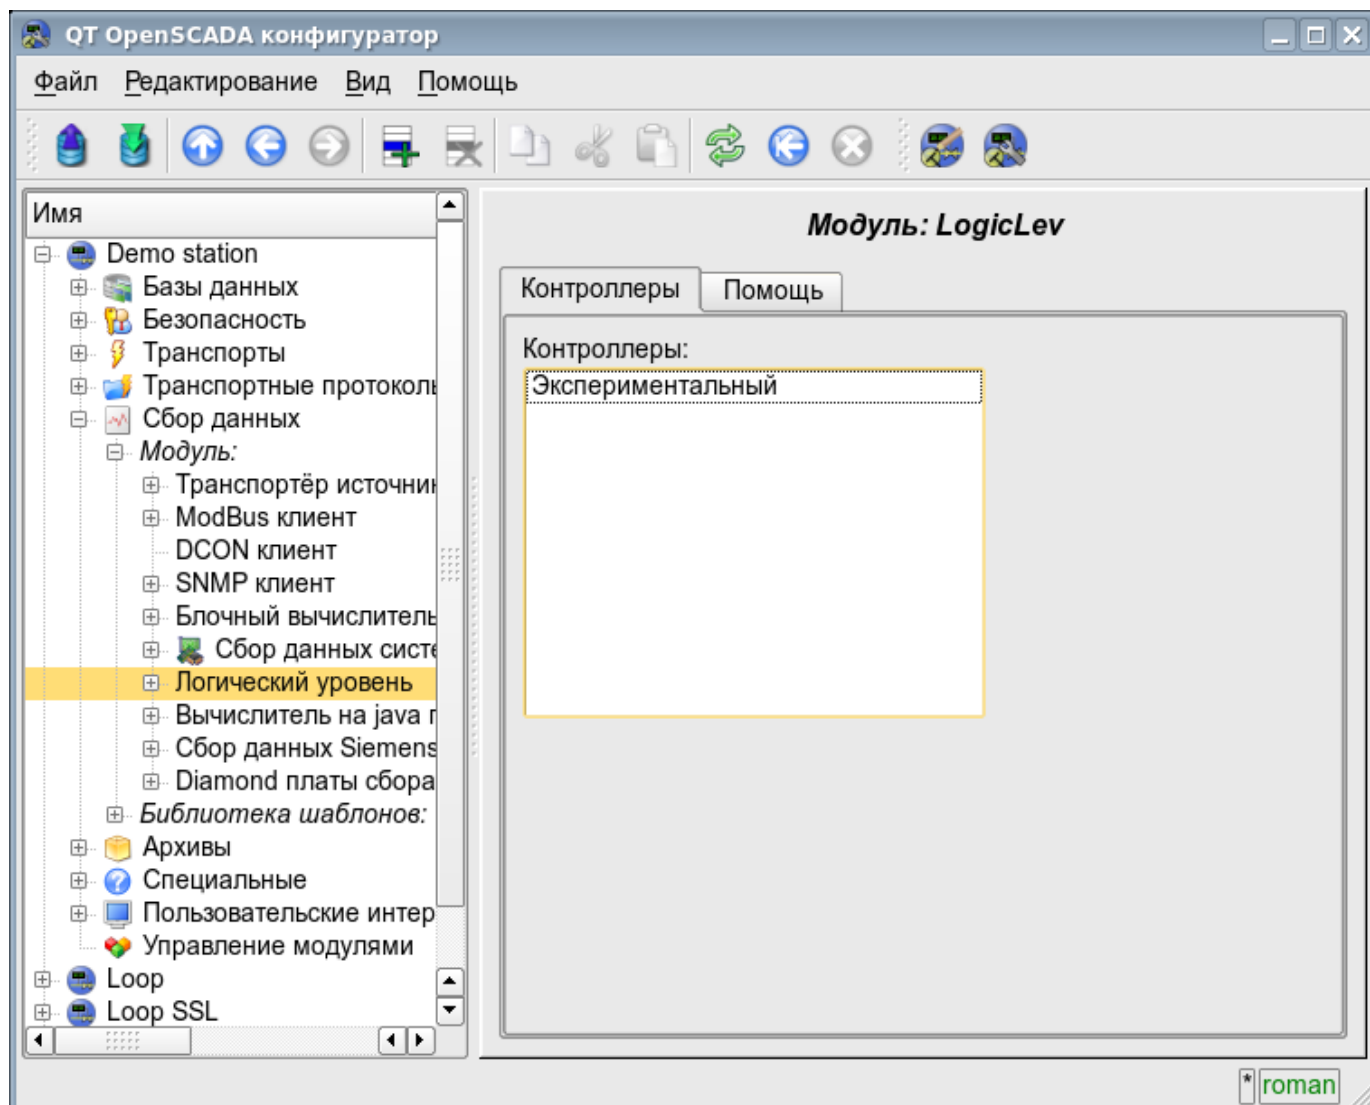 QT OpenSCADA конфигуратор
Файл Редактирование Вид Помощь
Имя
Demo station
Базы данных
Безопасность
Транспорты
Транспортные протоколы
Сбор данных
Модуль:
Транспортёр источник
ModBus клиент
DCON клиент
SNMP клиент
Блочный вычислитель
Сбор данных систе
Логический уровень
Вычислитель на java п
Сбор данных Siemens
Diamond платы сбора
Библиотека шаблонов:
Архивы
Специальные
Пользовательские интер
Управление модулями
Loop
Loop SSL
Модуль: LogicLev
Контроллеры Помощь
Контроллеры:
Экспериментальный
* roman